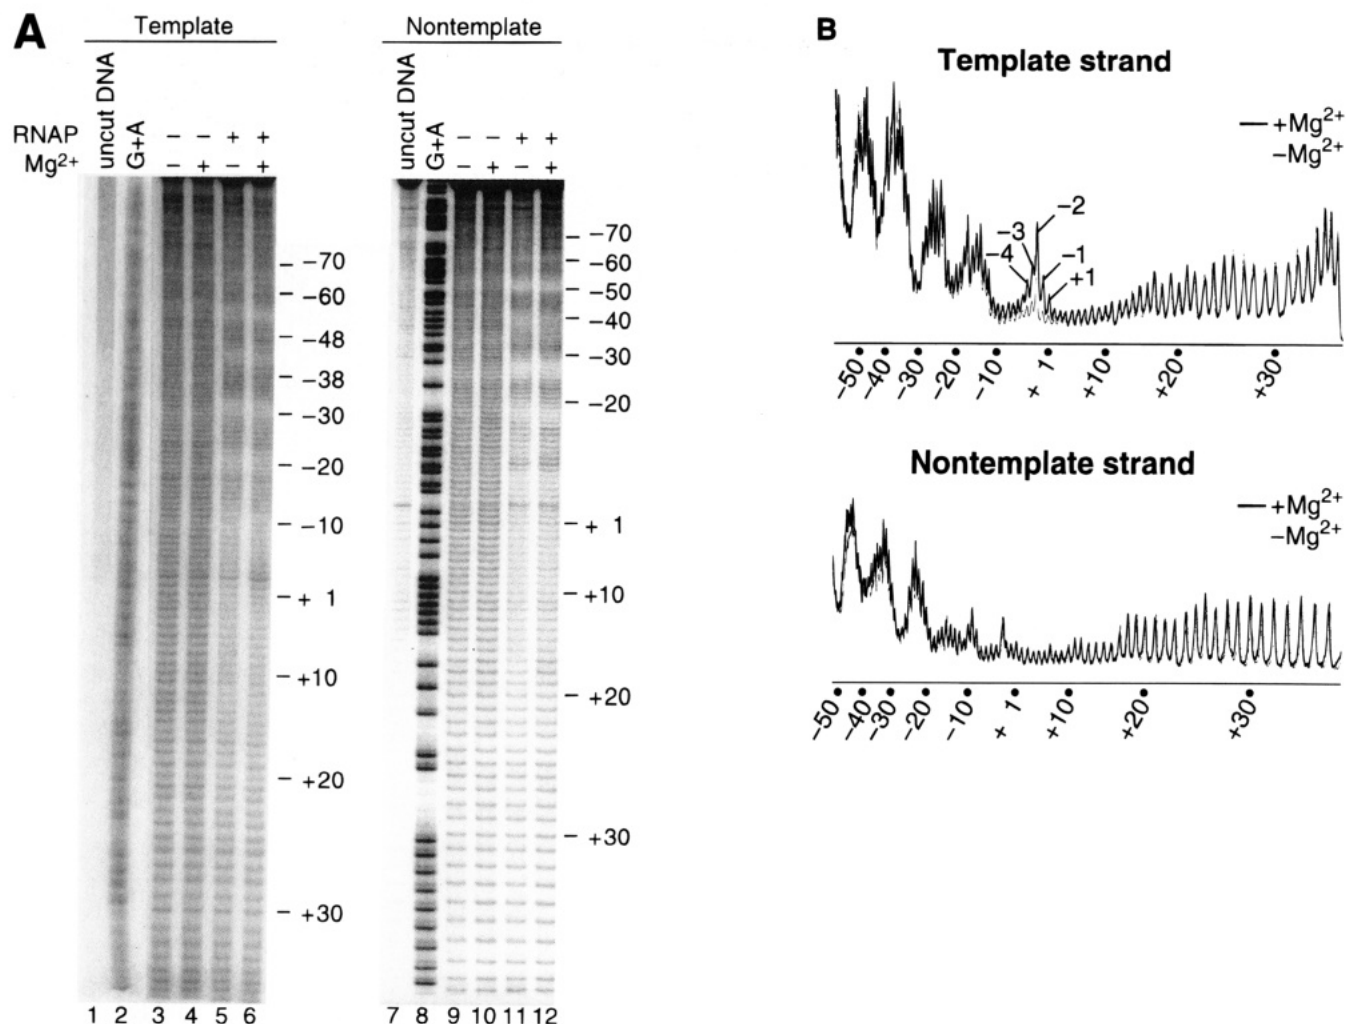 A
Template
uncut DNA
G+A
RNAP − − + +
Mg2+ − + − +
−70
−60
−48
−38
−30
−20
−10
+ 1
+10
+20
+30
1 2 3 4 5 6
Nontemplate
uncut DNA
G+A
− − + +
− + − +
−70
−60
−50
−40
−30
−20
+ 1
+10
+20
+30
7 8 9 10 11 12
B
Template strand
+Mg2+
−Mg2+
−2
−3
−4
−1
+1
−50 −40 −30 −20 −10 + 1 +10 +20 +30
Nontemplate strand
+Mg2+
−Mg2+
−50 −40 −30 −20 −10 + 1 +10 +20 +30